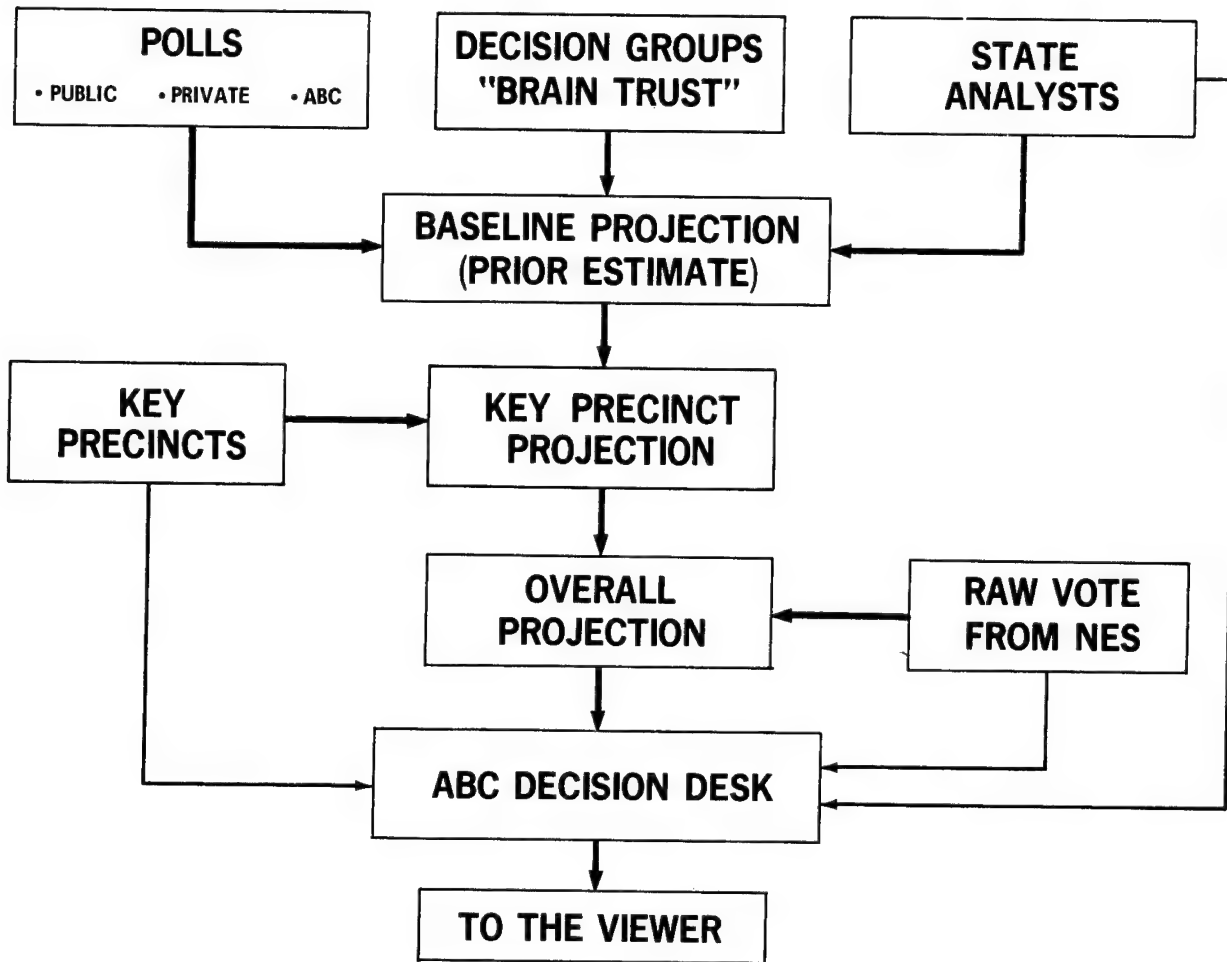 POLLS
• PUBLIC • PRIVATE • ABC
DECISION GROUPS
"BRAIN TRUST"
STATE
ANALYSTS
BASELINE PROJECTION
(PRIOR ESTIMATE)
KEY
PRECINCTS
KEY PRECINCT
PROJECTION
OVERALL
PROJECTION
RAW VOTE
FROM NES
ABC DECISION DESK
TO THE VIEWER